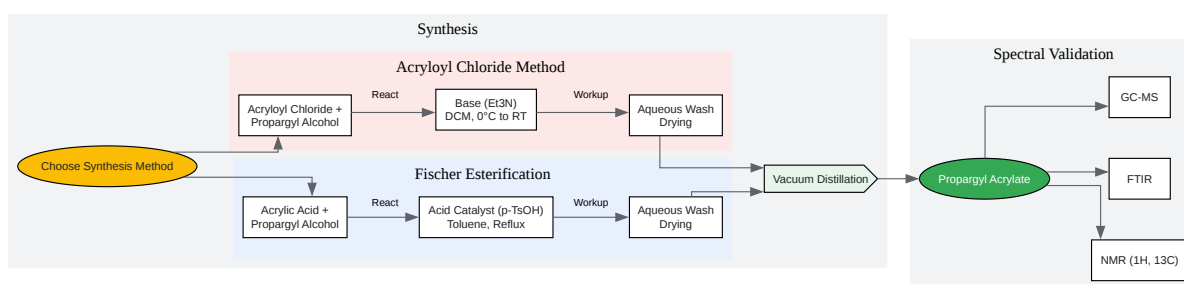 Synthesis
Acryloyl Chloride Method
Acryloyl Chloride +
Propargyl Alcohol
React
Base (Et3N)
DCM, 0°C to RT
Workup
Aqueous Wash
Drying
Choose Synthesis Method
Fischer Esterification
Acrylic Acid +
Propargyl Alcohol
React
Acid Catalyst (p-TsOH)
Toluene, Reflux
Workup
Aqueous Wash
Drying
Vacuum Distillation
Spectral Validation
Propargyl Acrylate
GC-MS
FTIR
NMR (1H, 13C)